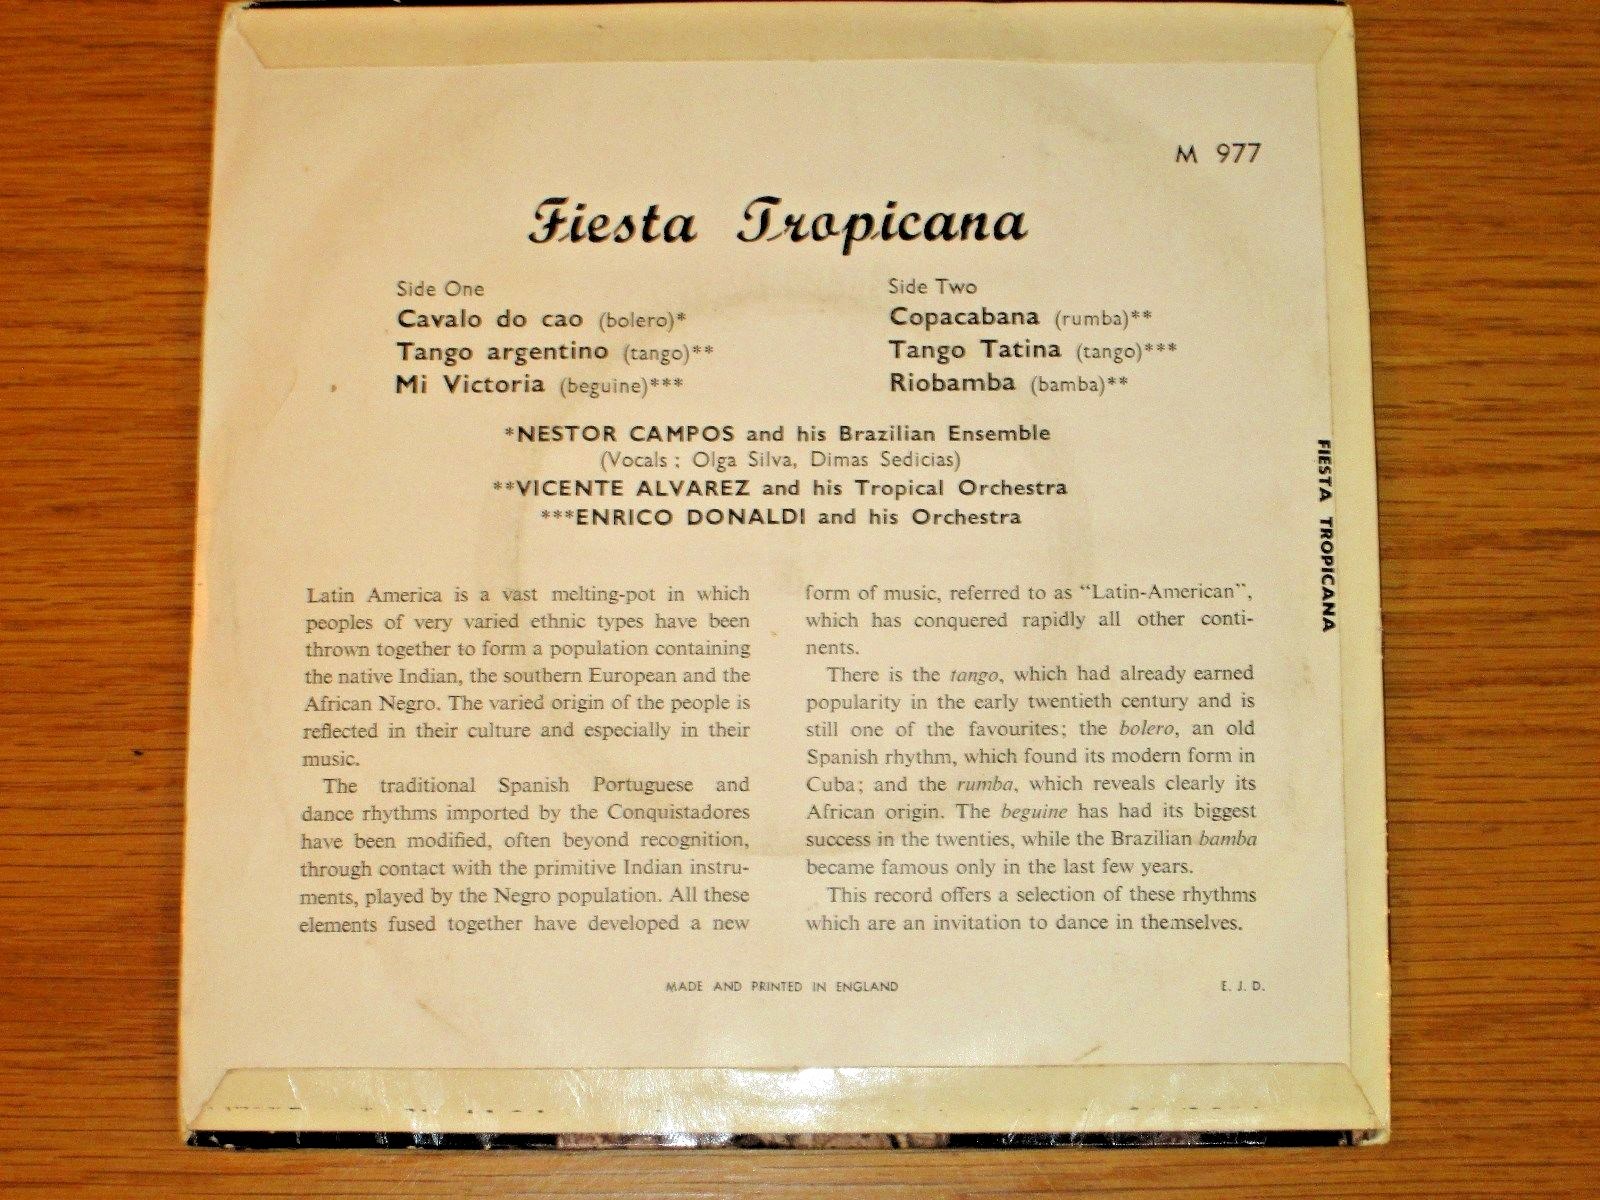 M 977
Fiesta Tropicana
Side One
Cavalo do cao (bolero)*
Tango argentino (tango)**
Mi Victoria (beguine)***
Side Two
Copacabana (rumba)**
Tango Tatina (tango)***
Riobamba (bamba)**
*NESTOR CAMPOS and his Brazilian Ensemble
(Vocals : Olga Silva, Dimas Sedicias)
**VICENTE ALVAREZ and his Tropical Orchestra
***ENRICO DONALDI and his Orchestra
Latin America is a vast melting-pot in which
peoples of very varied ethnic types have been
thrown together to form a population containing
the native Indian, the southern European and the
African Negro. The varied origin of the people is
reflected in their culture and especially in their
music.
The traditional Spanish Portuguese and
dance rhythms imported by the Conquistadores
have been modified, often beyond recognition,
through contact with the primitive Indian instru-
ments, played by the Negro population. All these
elements fused together have developed a new
form of music, referred to as “Latin-American”,
which has conquered rapidly all other conti-
nents.
There is the tango, which had already earned
popularity in the early twentieth century and is
still one of the favourites; the bolero, an old
Spanish rhythm, which found its modern form in
Cuba; and the rumba, which reveals clearly its
African origin. The beguine has had its biggest
success in the twenties, while the Brazilian bamba
became famous only in the last few years.
This record offers a selection of these rhythms
which are an invitation to dance in themselves.
MADE AND PRINTED IN ENGLAND
E. J. D.
FIESTA TROPICANA